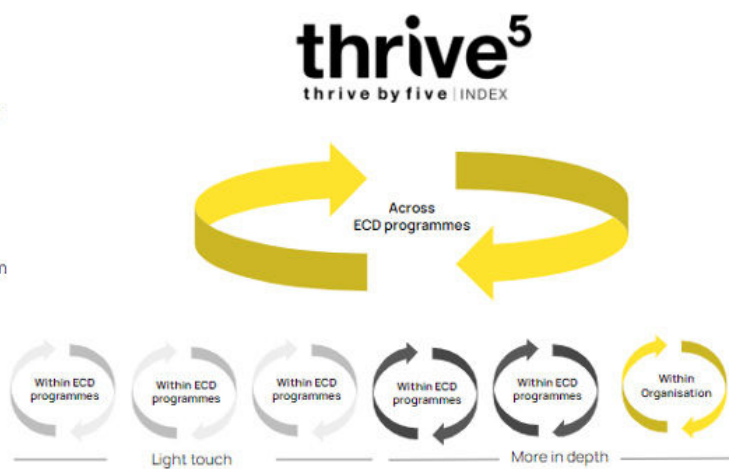 thrive5
thrive by five | INDEX
Across
ECD programmes
Within ECD
programmes
Within ECD
programmes
Within ECD
programmes
Within ECD
programmes
Within ECD
programmes
Within
Organisation
Light touch
More in depth